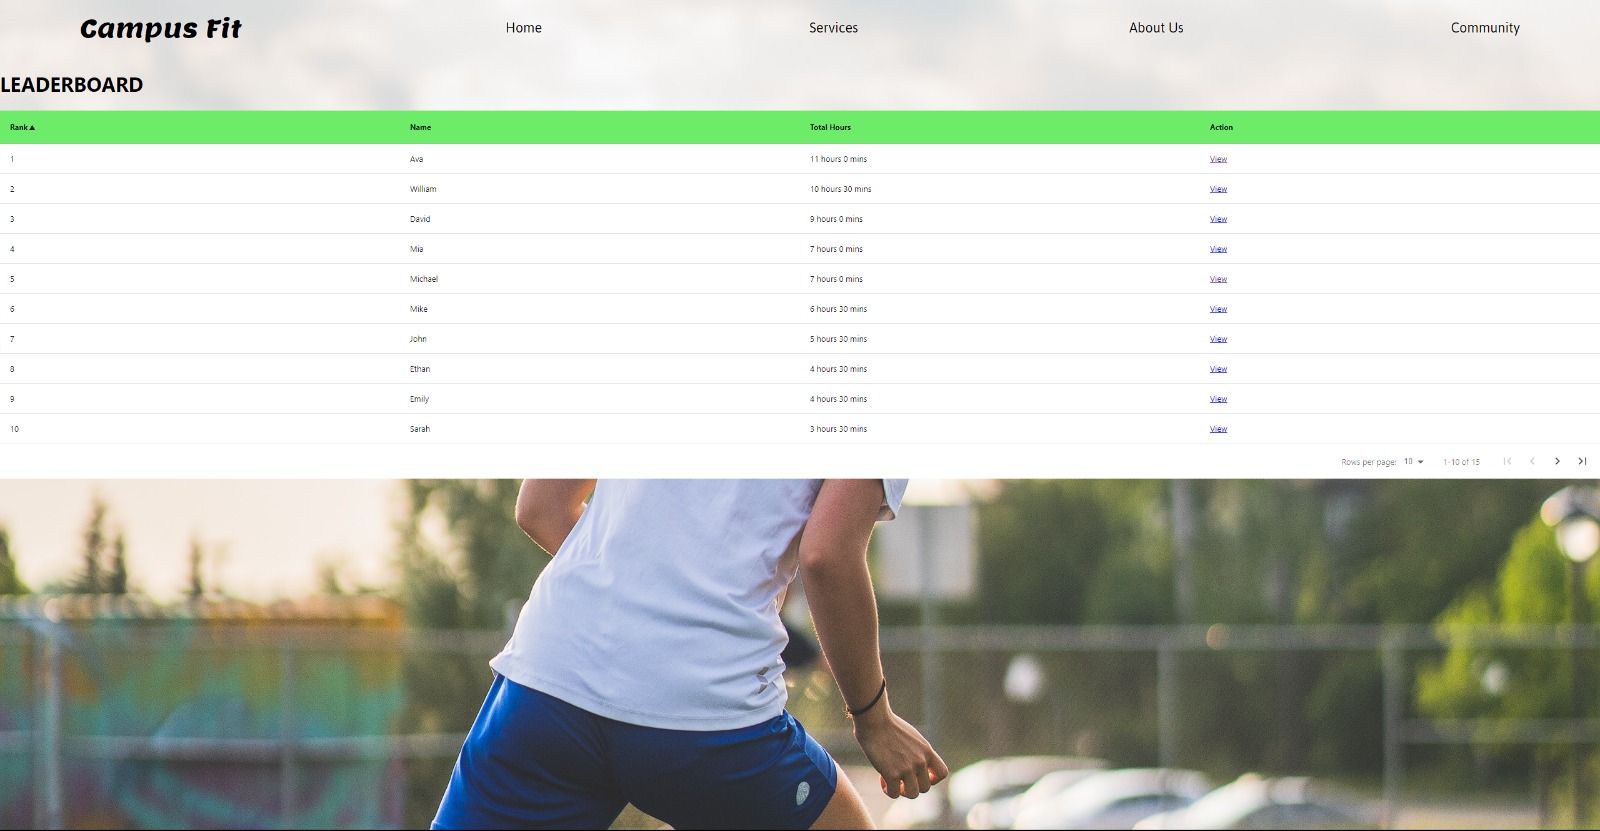 Campus Fit Home Services About Us Community
LEADERBOARD
Rank▲ Name Total Hours Action
1 Ava 11 hours 0 mins View
2 William 10 hours 30 mins View
3 David 9 hours 0 mins View
4 Mia 7 hours 0 mins View
5 Michael 7 hours 0 mins View
6 Mike 6 hours 30 mins View
7 John 5 hours 30 mins View
8 Ethan 4 hours 30 mins View
9 Emily 4 hours 30 mins View
10 Sarah 3 hours 30 mins View
Rows per page: 10 1-10 of 15